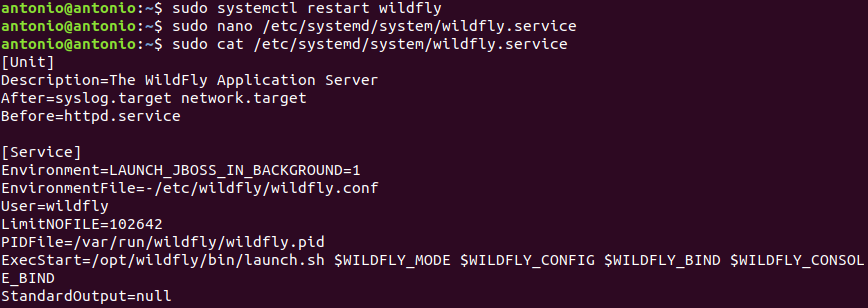 antonio@antonio:~$ sudo systemctl restart wildfly
antonio@antonio:~$ sudo nano /etc/systemd/system/wildfly.service
antonio@antonio:~$ sudo cat /etc/systemd/system/wildfly.service
[Unit]
Description=The WildFly Application Server
After=syslog.target network.target
Before=httpd.service

[Service]
Environment=LAUNCH_JBOSS_IN_BACKGROUND=1
EnvironmentFile=-/etc/wildfly/wildfly.conf
User=wildfly
LimitNOFILE=102642
PIDFile=/var/run/wildfly/wildfly.pid
ExecStart=/opt/wildfly/bin/launch.sh $WILDFLY_MODE $WILDFLY_CONFIG $WILDFLY_BIND $WILDFLY_CONSOL
E_BIND
StandardOutput=null